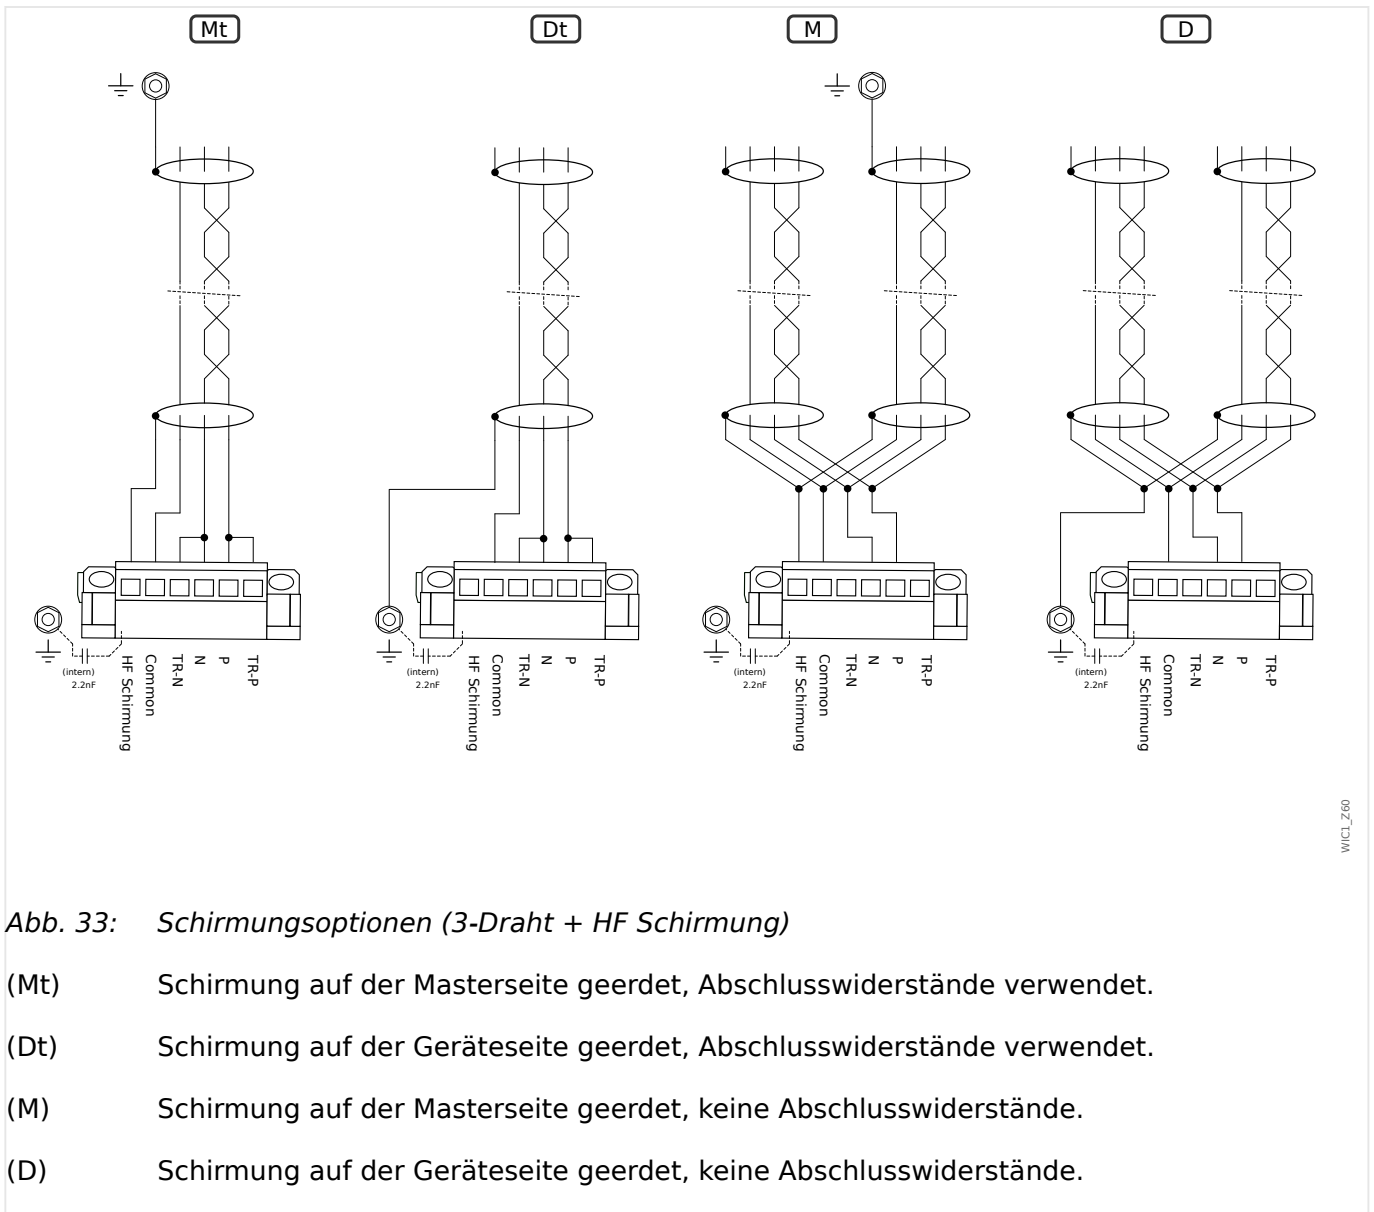 Mt
Dt
M
D
(intern)
2.2nF
HF Schirmung
Common
TR-N
N
P
TR-P
(intern)
2.2nF
HF Schirmung
Common
TR-N
N
P
TR-P
(intern)
2.2nF
HF Schirmung
Common
TR-N
N
P
TR-P
(intern)
2.2nF
HF Schirmung
Common
TR-N
N
P
TR-P
WIC1_Z60
Abb. 33: Schirmungsoptionen (3-Draht + HF Schirmung)
(Mt) Schirmung auf der Masterseite geerdet, Abschlusswiderstände verwendet.
(Dt) Schirmung auf der Geräteseite geerdet, Abschlusswiderstände verwendet.
(M) Schirmung auf der Masterseite geerdet, keine Abschlusswiderstände.
(D) Schirmung auf der Geräteseite geerdet, keine Abschlusswiderstände.